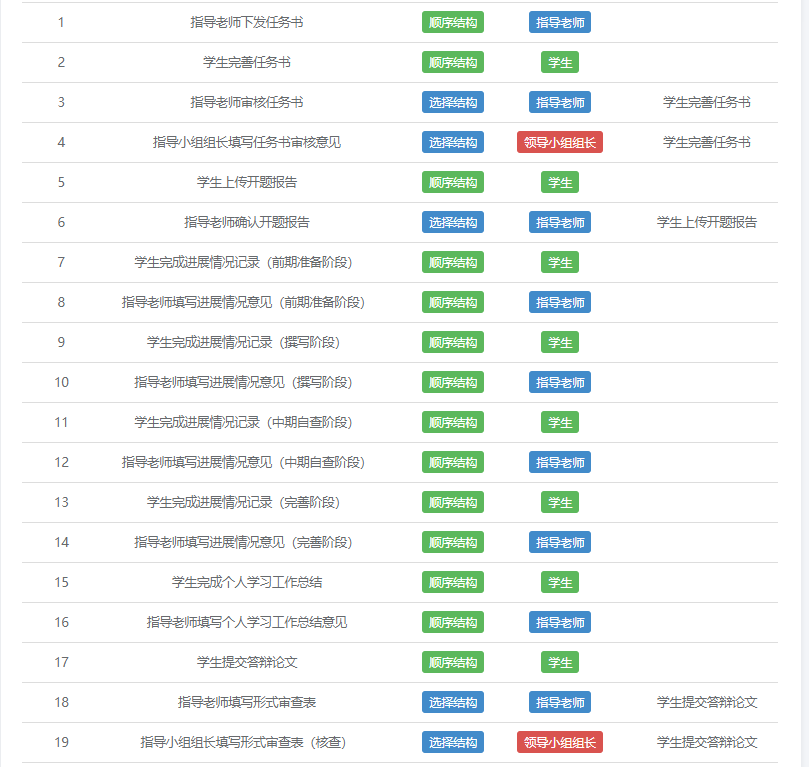 1 指导老师下发任务书 顺序结构 指导老师
2 学生完善任务书 顺序结构 学生
3 指导老师审核任务书 选择结构 指导老师 学生完善任务书
4 指导小组组长填写任务书审核意见 选择结构 领导小组组长 学生完善任务书
5 学生上传开题报告 顺序结构 学生
6 指导老师确认开题报告 选择结构 指导老师 学生上传开题报告
7 学生完成进展情况记录（前期准备阶段） 顺序结构 学生
8 指导老师填写进展情况意见（前期准备阶段） 顺序结构 指导老师
9 学生完成进展情况记录（撰写阶段） 顺序结构 学生
10 指导老师填写进展情况意见（撰写阶段） 顺序结构 指导老师
11 学生完成进展情况记录（中期自查阶段） 顺序结构 学生
12 指导老师填写进展情况意见（中期自查阶段） 顺序结构 指导老师
13 学生完成进展情况记录（完善阶段） 顺序结构 学生
14 指导老师填写进展情况意见（完善阶段） 顺序结构 指导老师
15 学生完成个人学习工作总结 顺序结构 学生
16 指导老师填写个人学习工作总结意见 顺序结构 指导老师
17 学生提交答辩论文 顺序结构 学生
18 指导老师填写形式审查表 选择结构 指导老师 学生提交答辩论文
19 指导小组组长填写形式审查表（核查） 选择结构 领导小组组长 学生提交答辩论文